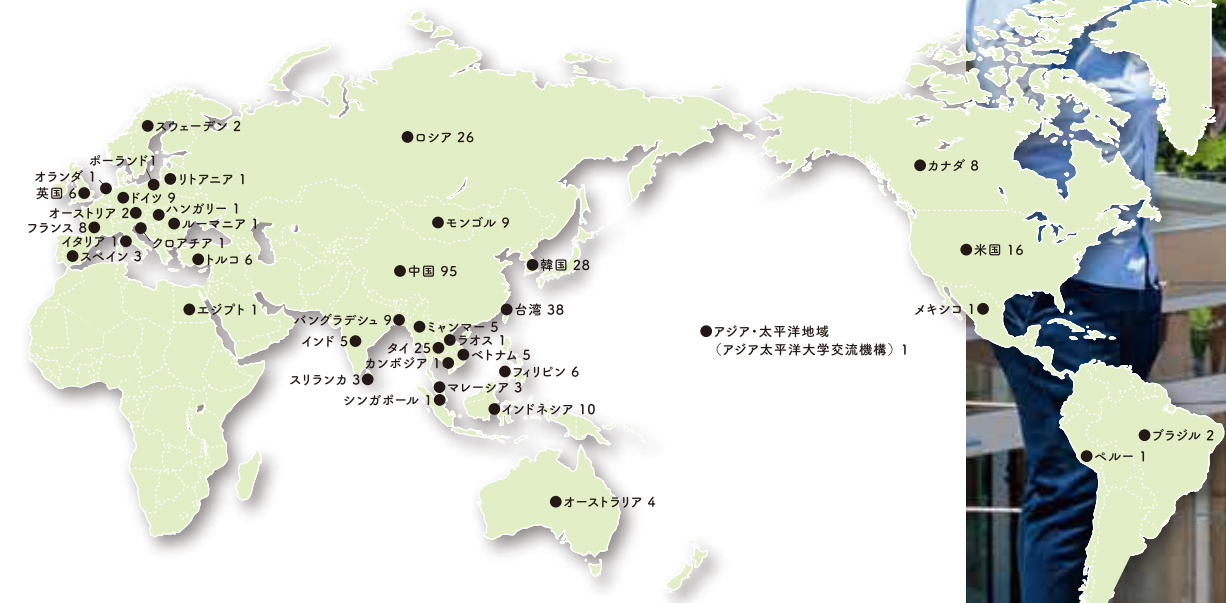 スウェーデン 2
ロシア 26
カナダ 8
ポーランド1
オランダ 1
リトアニア 1
英国 6
ドイツ 9
オーストリア 2
ハンガリー 1
フランス 8
ルーマニア 1
イタリア 1
クロアチア 1
スペイン 3
トルコ 6
モンゴル 9
米国 16
中国 95
韓国 28
エジプト 1
台湾 38
メキシコ 1
バングラデシュ 9
ミャンマー 5
インド 5
タイ 25
ラオス 1
ベトナム 5
カンボジア 1
フィリピン 6
スリランカ 3
マレーシア 3
シンガポール 1
インドネシア 10
アジア・太平洋地域
（アジア太平洋大学交流機構）1
ブラジル 2
ペルー 1
オーストラリア 4